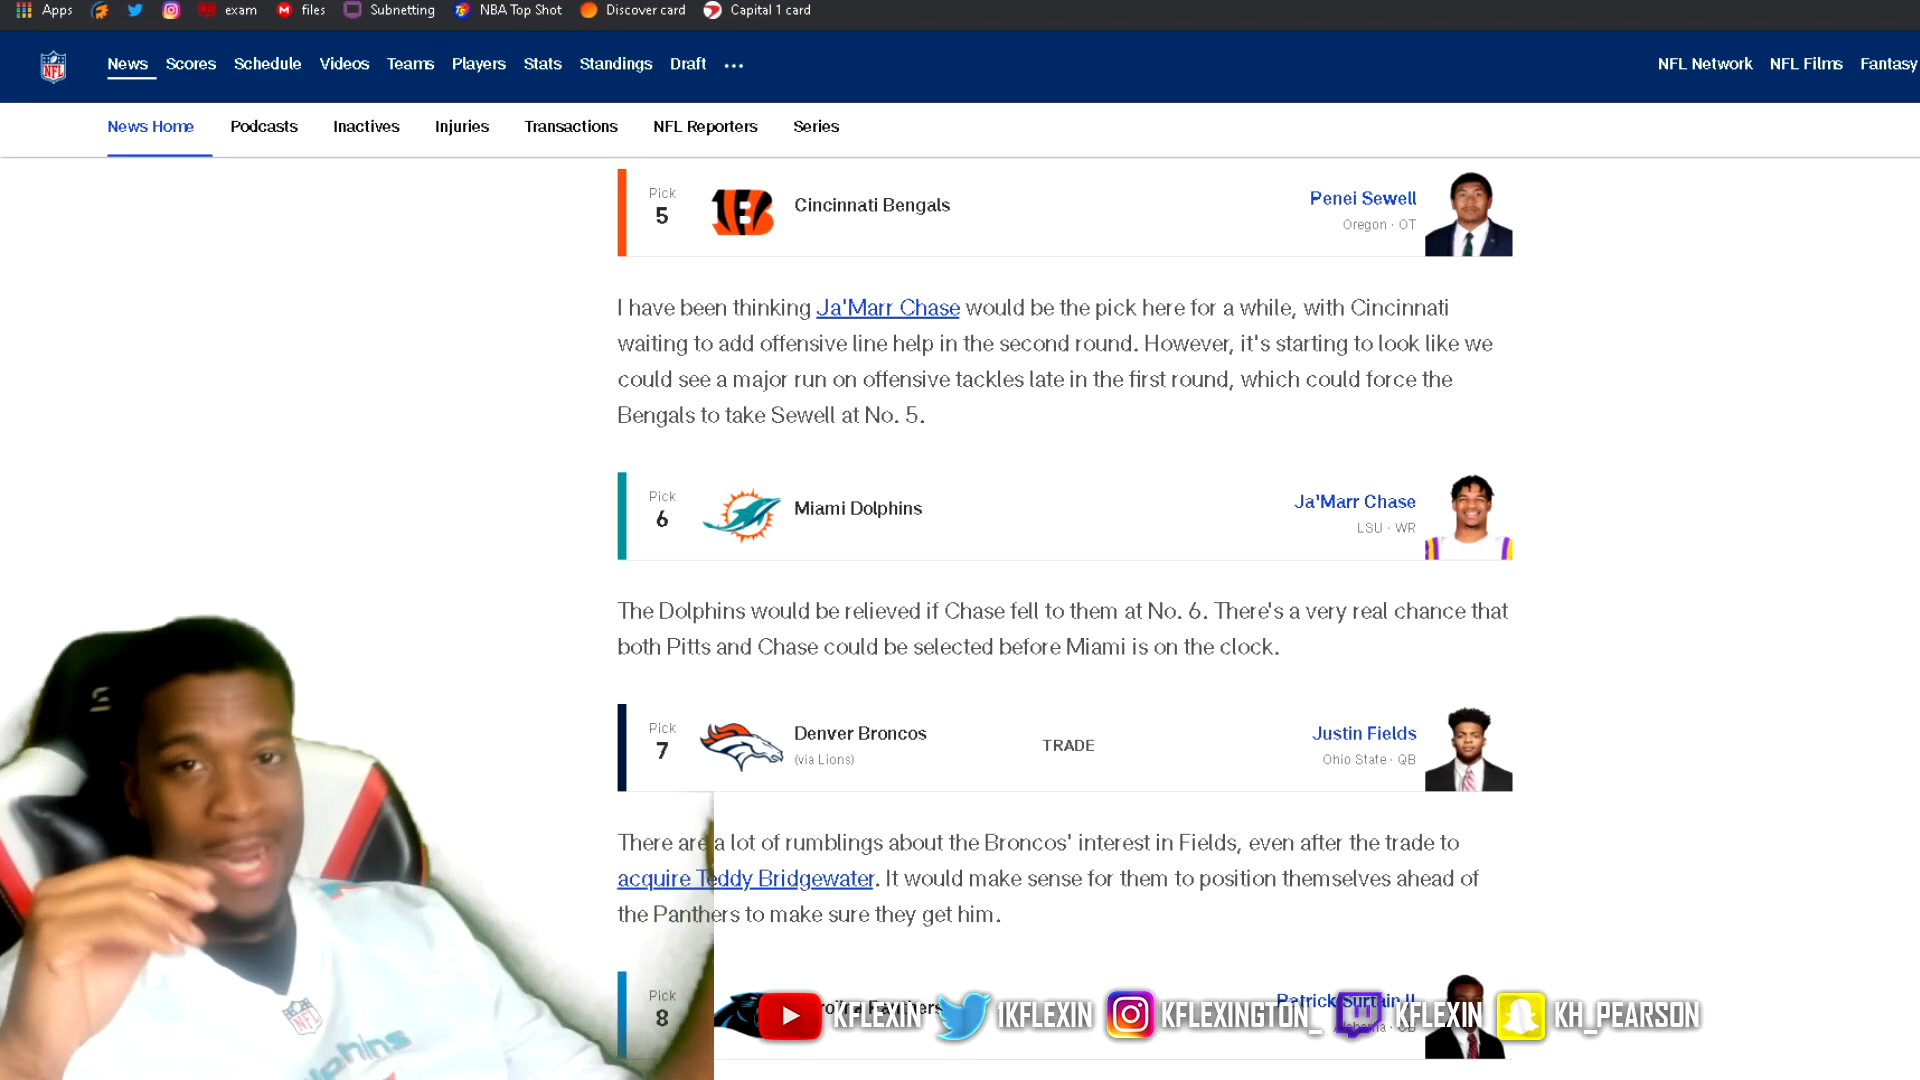 Apps exam files Subnetting NBA Top Shot Discover card Capital 1 card
NFL News Scores Schedule Videos Teams Players Stats Standings Draft ... NFL Network NFL Films Fantasy
News Home Podcasts Inactives Injuries Transactions NFL Reporters Series
Pick
5
Cincinnati Bengals
Penei Sewell
Oregon · OT
I have been thinking Ja'Marr Chase would be the pick here for a while, with Cincinnati
waiting to add offensive line help in the second round. However, it's starting to look like we
could see a major run on offensive tackles late in the first round, which could force the
Bengals to take Sewell at No. 5.
Pick
6
Miami Dolphins
Ja'Marr Chase
LSU · WR
The Dolphins would be relieved if Chase fell to them at No. 6. There's a very real chance that
both Pitts and Chase could be selected before Miami is on the clock.
Pick
7
Denver Broncos
(via Lions)
TRADE
Justin Fields
Ohio State · QB
There are a lot of rumblings about the Broncos' interest in Fields, even after the trade to
acquire Teddy Bridgewater. It would make sense for them to position themselves ahead of
the Panthers to make sure they get him.
Pick
8
Panthers
Patrick Surtain II
KFLEXIN 1KFLEXIN KFLEXINGTON_ KFLEXIN KH_PEARSON
NFL